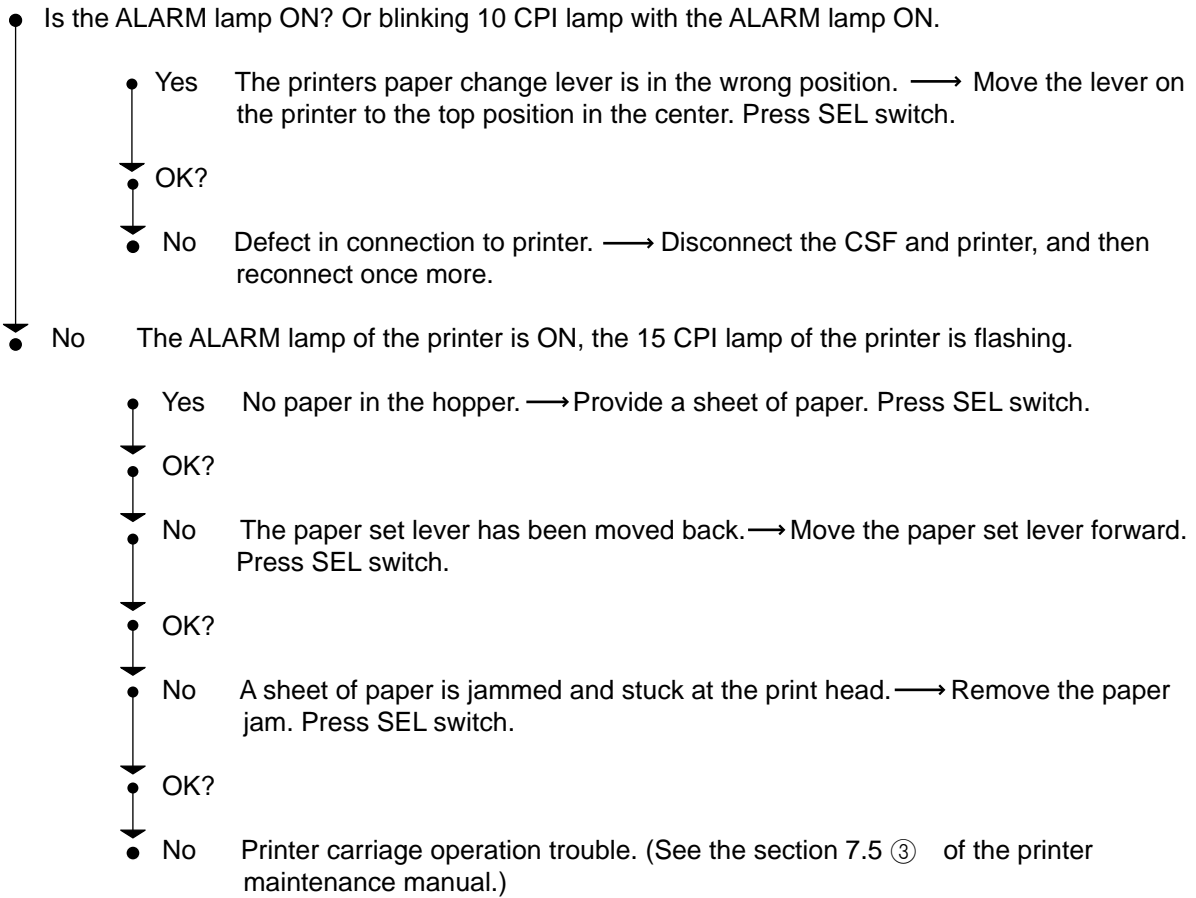 Is the ALARM lamp ON? Or blinking 10 CPI lamp with the ALARM lamp ON.
Yes The printers paper change lever is in the wrong position. → Move the lever on
the printer to the top position in the center. Press SEL switch.
OK?
No Defect in connection to printer. → Disconnect the CSF and printer, and then
reconnect once more.
No The ALARM lamp of the printer is ON, the 15 CPI lamp of the printer is flashing.
Yes No paper in the hopper. → Provide a sheet of paper. Press SEL switch.
OK?
No The paper set lever has been moved back. → Move the paper set lever forward.
Press SEL switch.
OK?
No A sheet of paper is jammed and stuck at the print head. → Remove the paper
jam. Press SEL switch.
OK?
No Printer carriage operation trouble. (See the section 7.5 ③ of the printer
maintenance manual.)